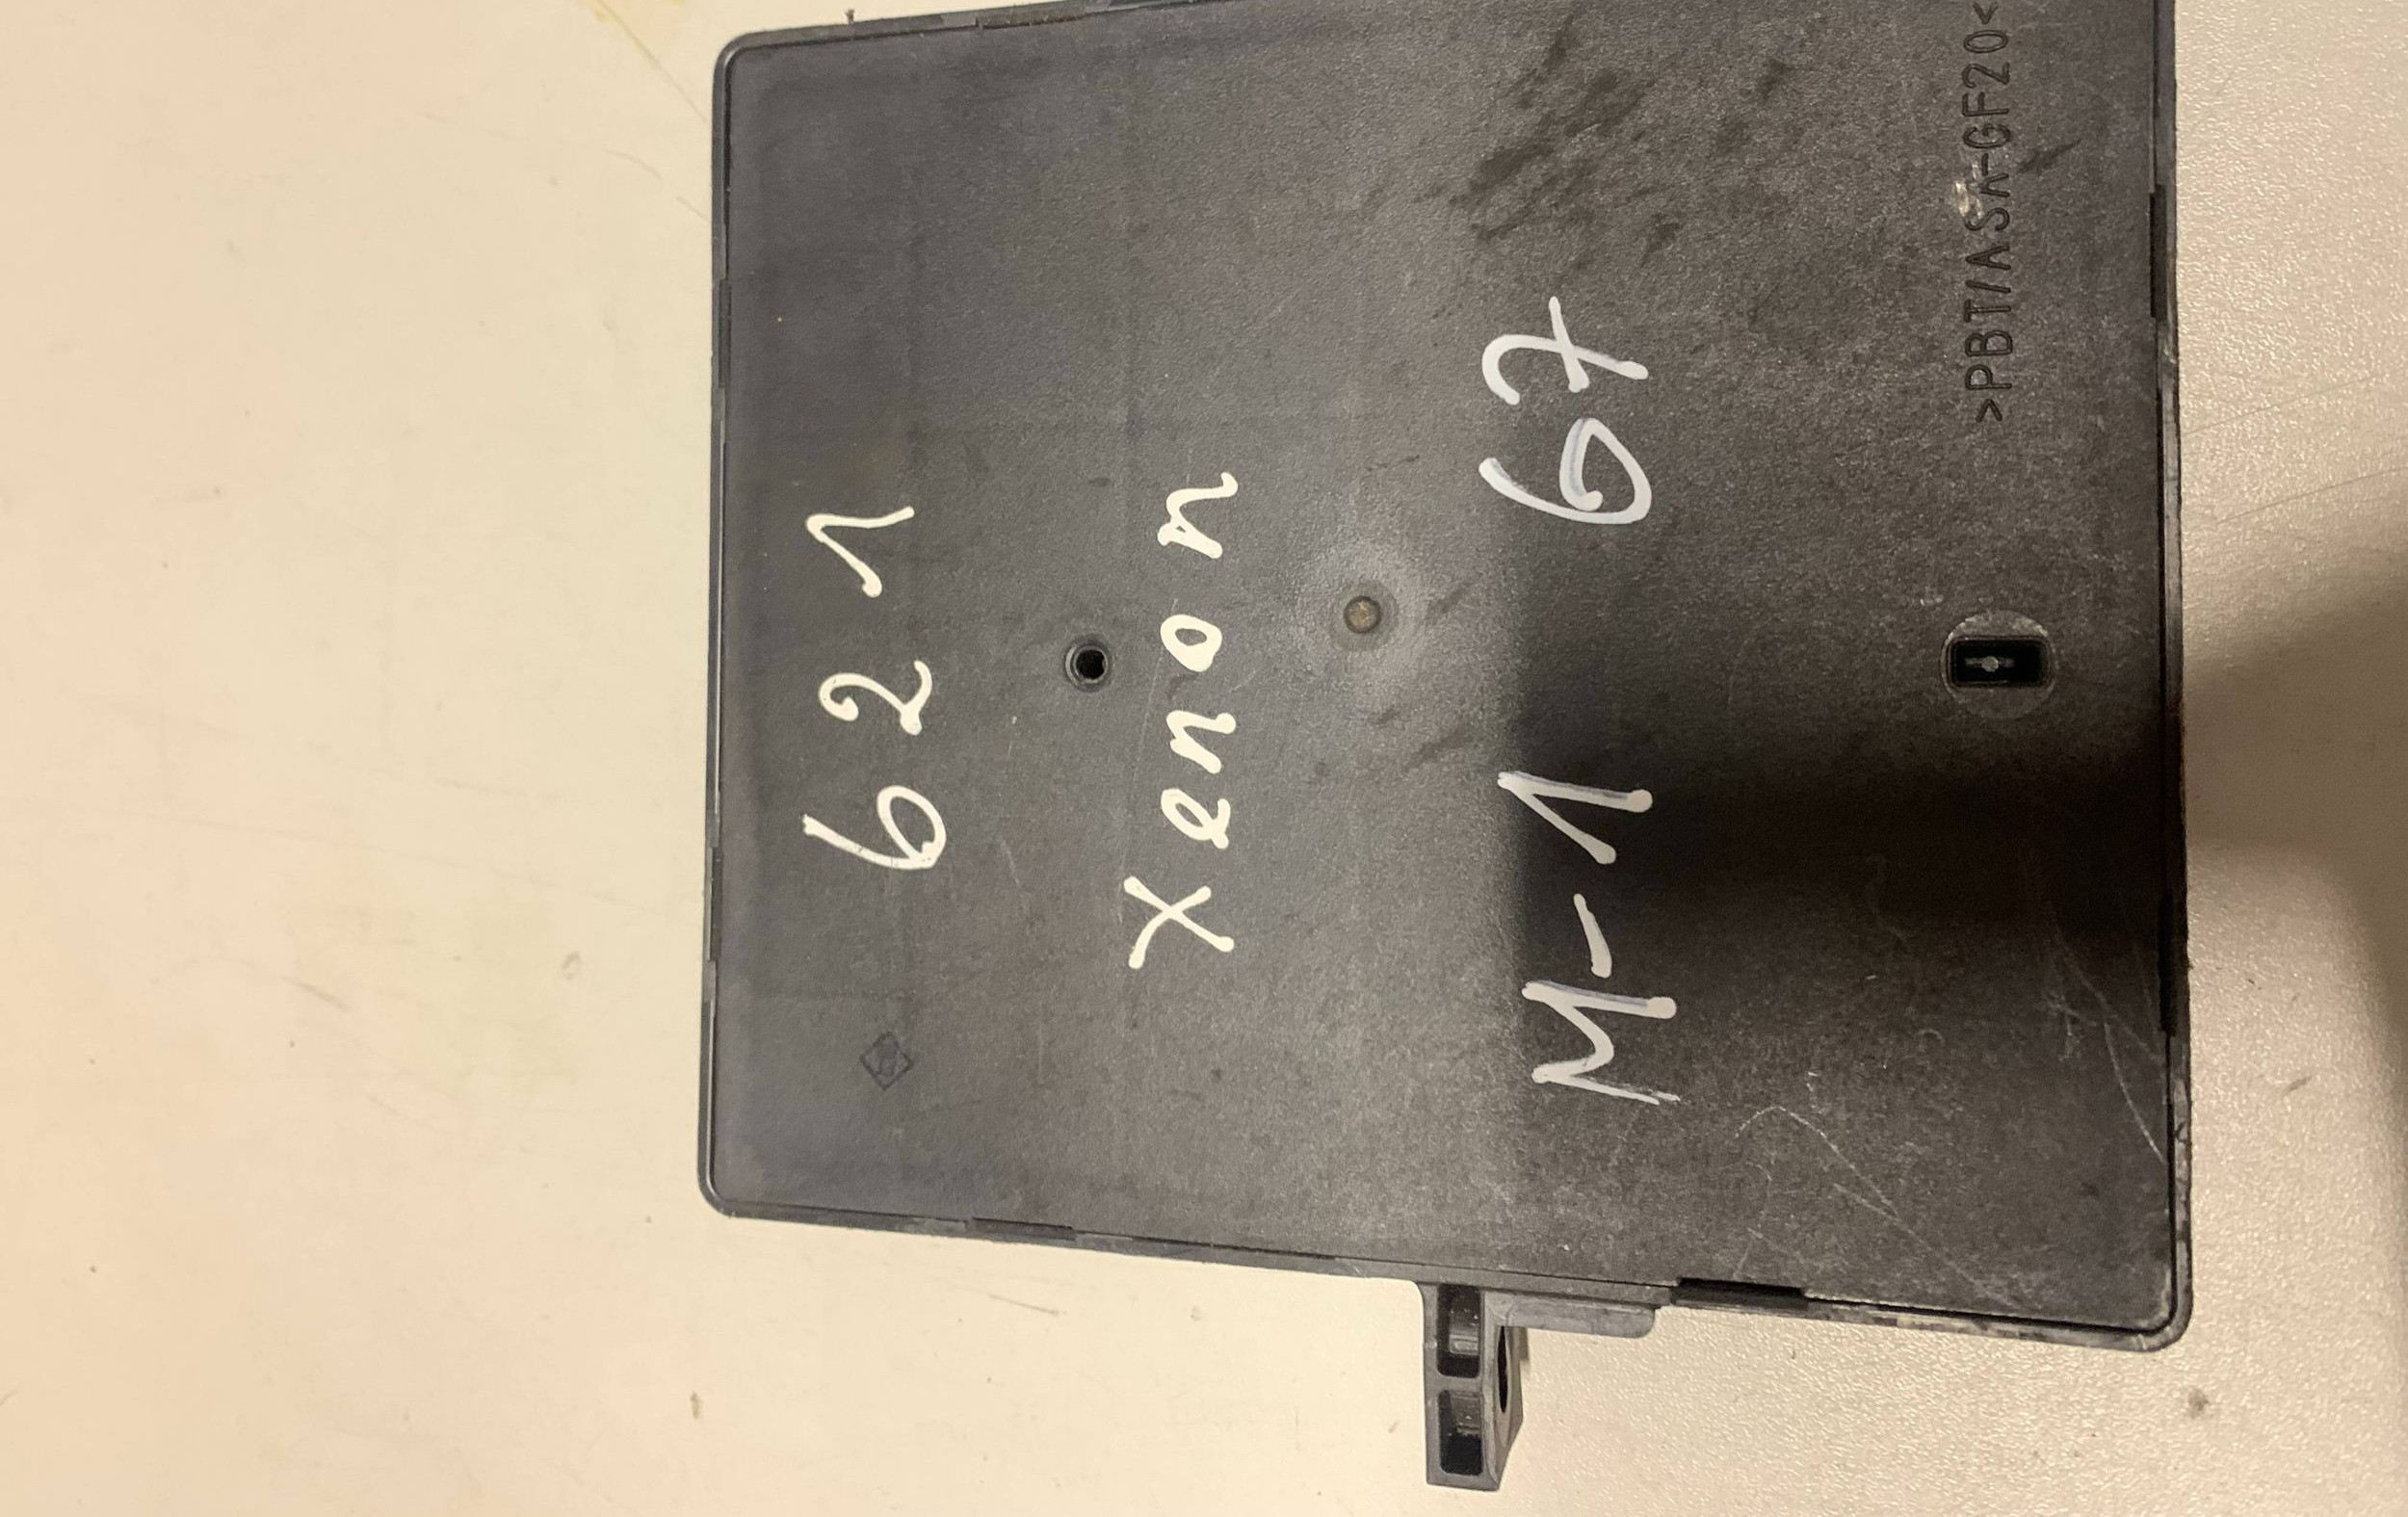 621
xenon
M-1 67
>PBT/ASA-GF20<